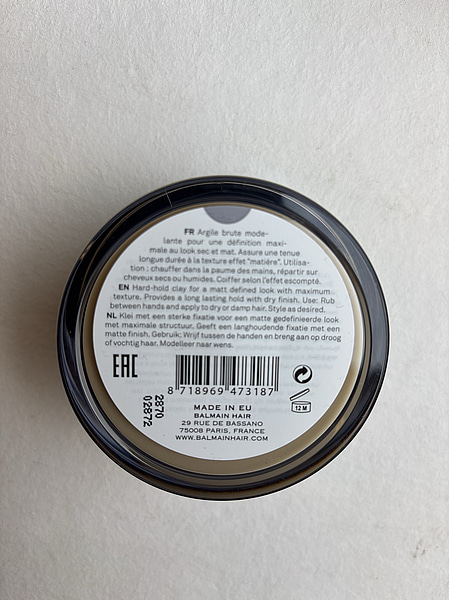 FR Argile brute mode-
lante pour une définition maxi-
male au look sec et mat. Assure une tenue
longue durée à la texture effet "matière". Utilisa-
tion : chauffer dans la paume des mains, répartir sur
cheveux secs ou humides. Coiffer selon l'effet escompté.
EN Hard-hold clay for a matt defined look with maximum
texture. Provides a long lasting hold with dry finish. Use: Rub
between hands and apply to dry or damp hair. Style as desired.
NL Klei met een sterke fixatie voor een matte gedefinieerde look
met maximale structuur. Geeft een langhoudende fixatie met een
matte finish. Gebruik: Wrijf tussen de handen en breng aan op droog
of vochtig haar. Modelleer naar wens.
EAC
8 718969 473187
12 M
2870
02872
MADE IN EU
BALMAIN HAIR
29 RUE DE BASSANO
75008 PARIS, FRANCE
WWW.BALMAINHAIR.COM